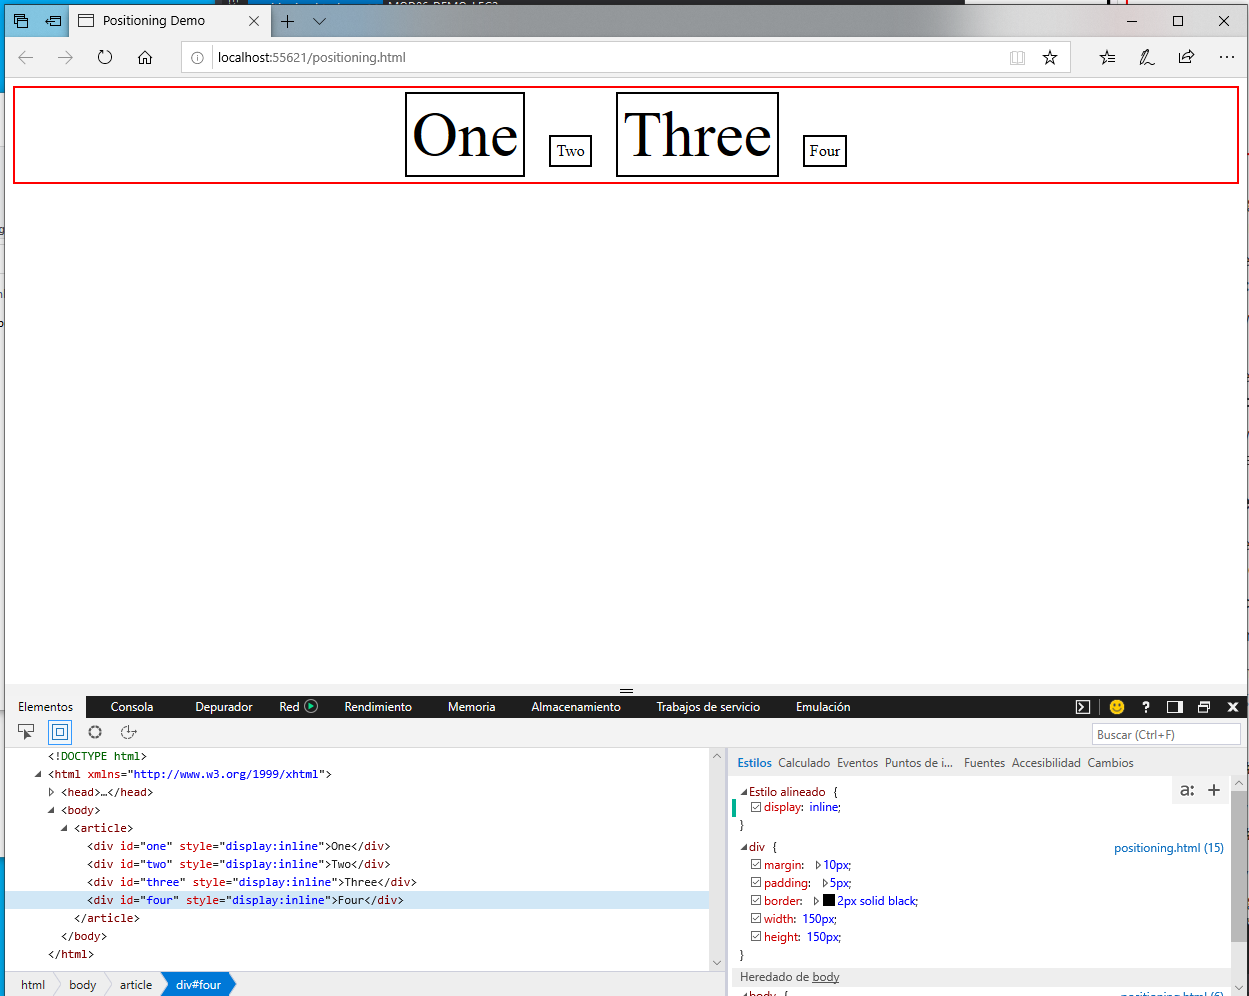 Positioning Demo
localhost:55621/positioning.html
One Two Three Four
Elementos Consola Depurador Red Rendimiento Memoria Almacenamiento Trabajos de servicio Emulación
Buscar (Ctrl+F)
<!DOCTYPE html>
<html xmlns="http://www.w3.org/1999/xhtml">
<head>…</head>
<body>
<article>
<div id="one" style="display:inline">One</div>
<div id="two" style="display:inline">Two</div>
<div id="three" style="display:inline">Three</div>
<div id="four" style="display:inline">Four</div>
</article>
</body>
</html>
html body article div#four
Estilos Calculado Eventos Puntos de i... Fuentes Accesibilidad Cambios
a: +
Estilo alineado {
display: inline;
}
div { positioning.html (15)
margin: 10px;
padding: 5px;
border: 2px solid black;
width: 150px;
height: 150px;
}
Heredado de body
body { positioning.html (6)